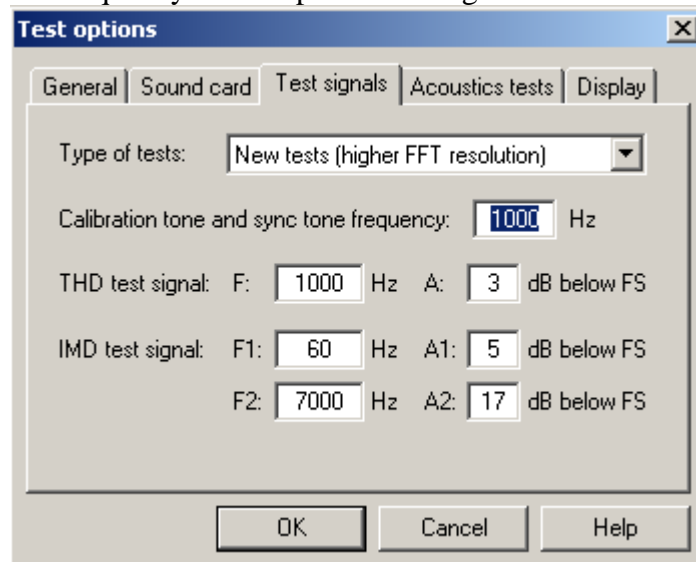 Test options
General Sound card Test signals Acoustics tests Display
Type of tests: New tests (higher FFT resolution)
Calibration tone and sync tone frequency: 1000 Hz
THD test signal: F: 1000 Hz A: 3 dB below FS
IMD test signal: F1: 60 Hz A1: 5 dB below FS
F2: 7000 Hz A2: 17 dB below FS
OK Cancel Help